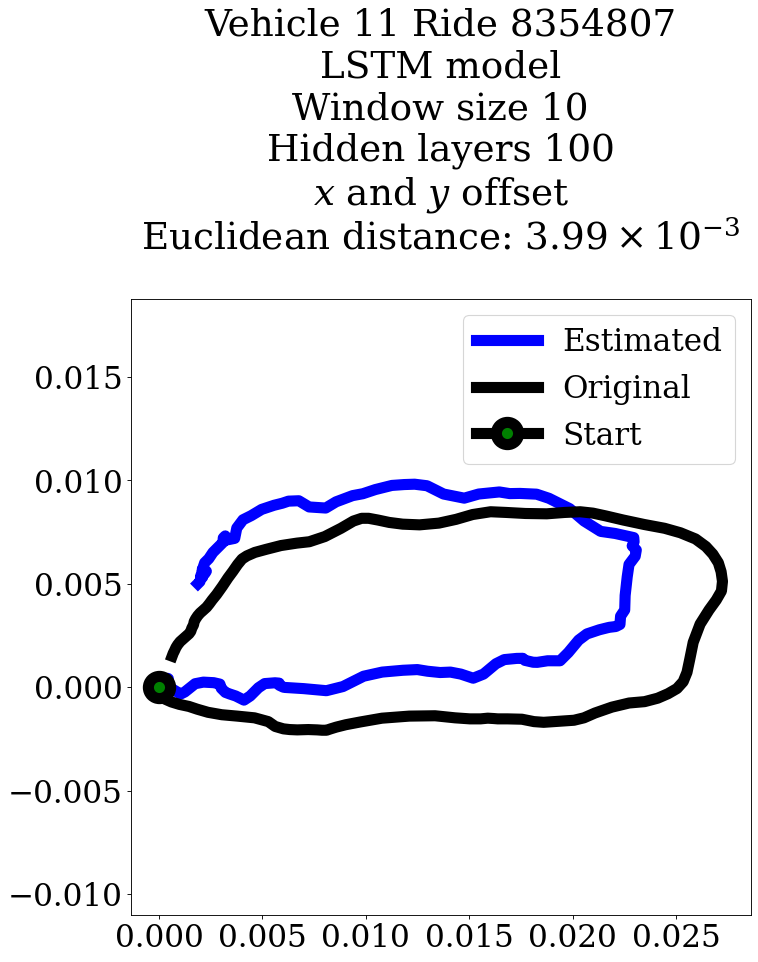 Vehicle 11 Ride 8354807
LSTM model
Window size 10
Hidden layers 100
x and y offset
Euclidean distance: 3.99 × 10⁻³
Estimated
Original
Start
0.015
0.010
0.005
0.000
−0.005
−0.010
0.000 0.005 0.010 0.015 0.020 0.025